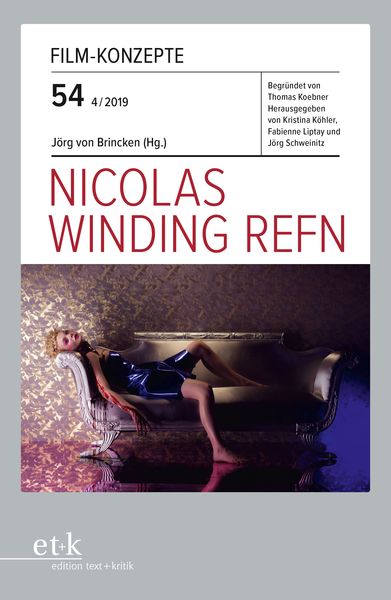 FILM-KONZEPTE
54 4/2019
Jörg von Brincken (Hg.)
Begründet von
Thomas Koebner
Herausgegeben
von Kristina Köhler,
Fabienne Liptay und
Jörg Schweinitz
NICOLAS
WINDING REFN
et+k
edition text+kritik